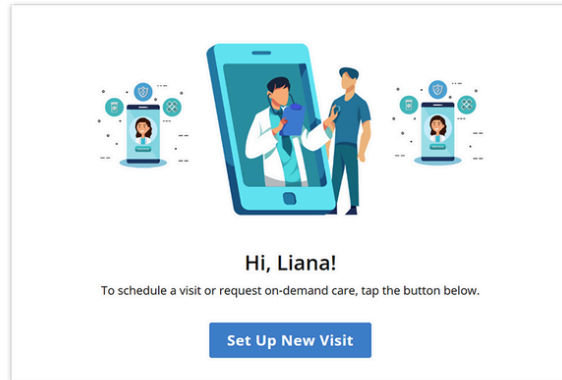 Hi, Liana!
To schedule a visit or request on-demand care, tap the button below.
Set Up New Visit